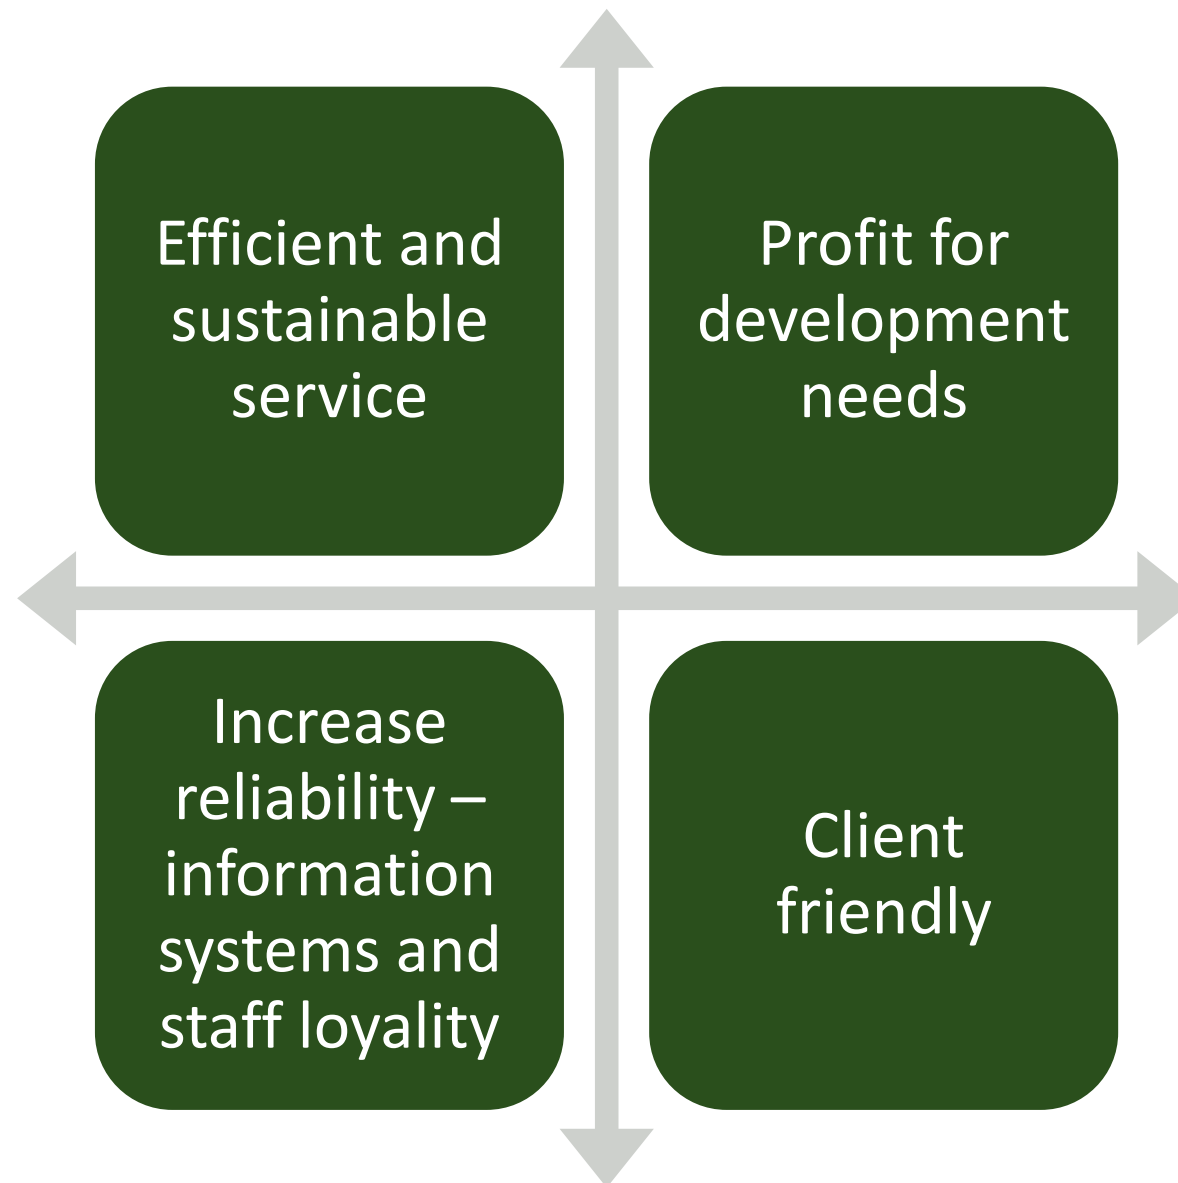 Efficient and
sustainable
service
Profit for
development
needs
Increase
reliability –
information
systems and
staff loyality
Client
friendly